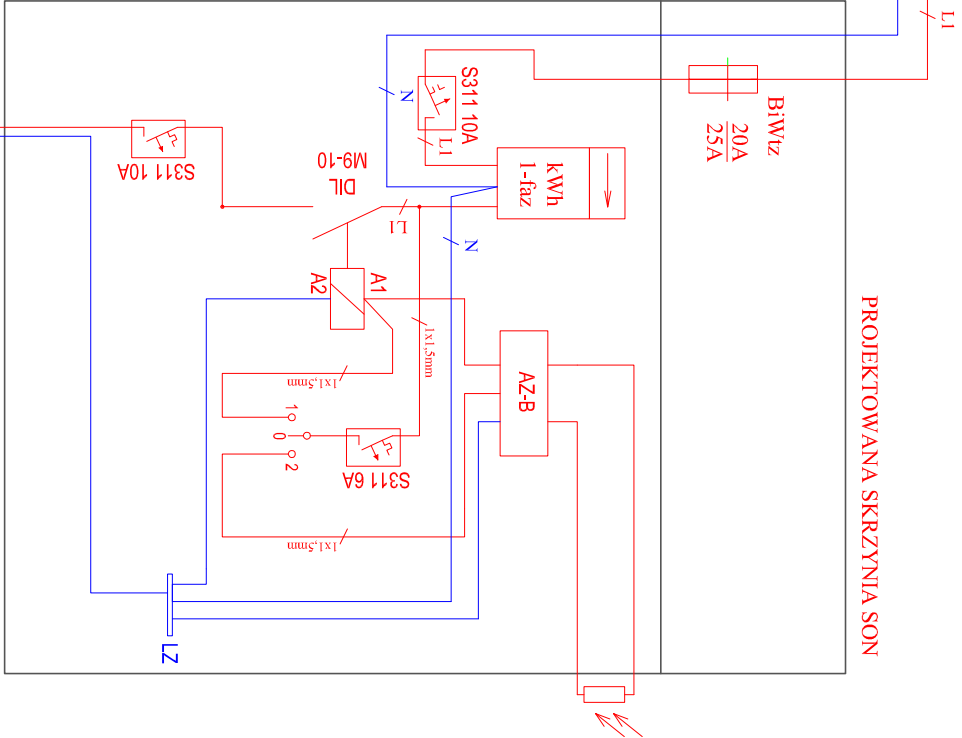 PROJEKTOWANA SKRZYNIA SON
L1
BiWtz
20A
25A
S311 10A
N
L1
kWh
1-faz
S311 10A
DIL
M9-10
L1
N
A1
A2
1x1,5mm
1x1,5mm
AZ-B
1
0
2
S311 6A
1x1,5mm
LZ